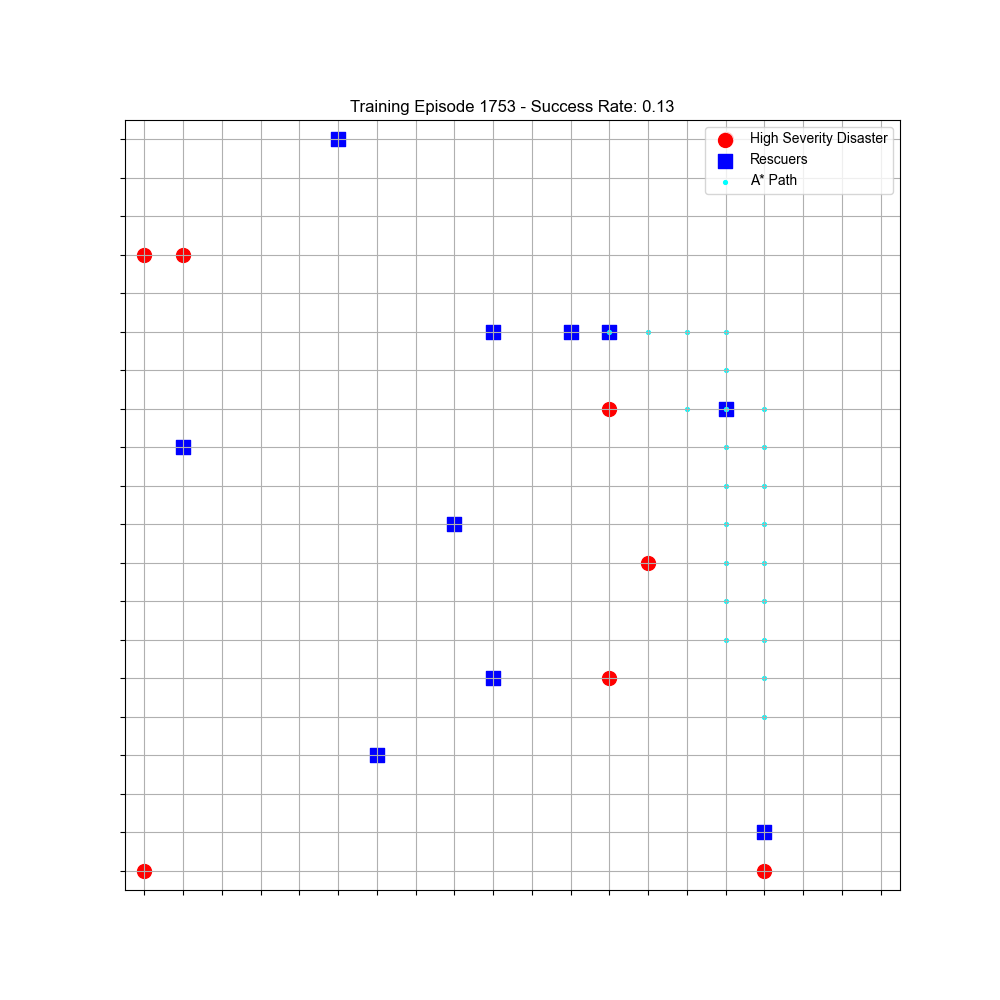 Training Episode 1753 - Success Rate: 0.13
High Severity Disaster
Rescuers
A* Path